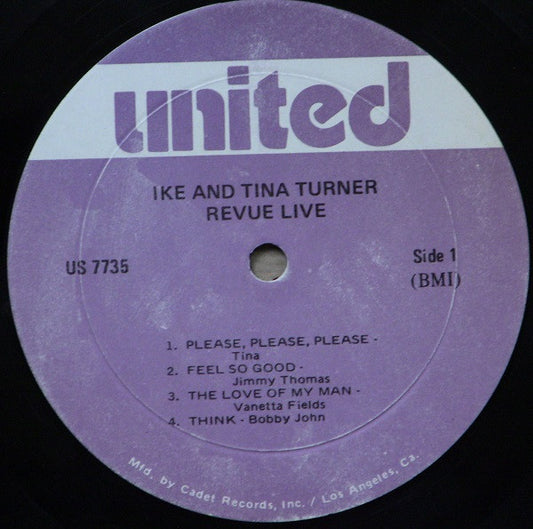 united
IKE AND TINA TURNER
REVUE LIVE
US 7735
Side 1
(BMI)
1. PLEASE, PLEASE, PLEASE -
Tina
2. FEEL SO GOOD -
Jimmy Thomas
3. THE LOVE OF MY MAN -
Vanetta Fields
4. THINK - Bobby John
Mfd. by Cadet Records, Inc. / Los Angeles, Ca.